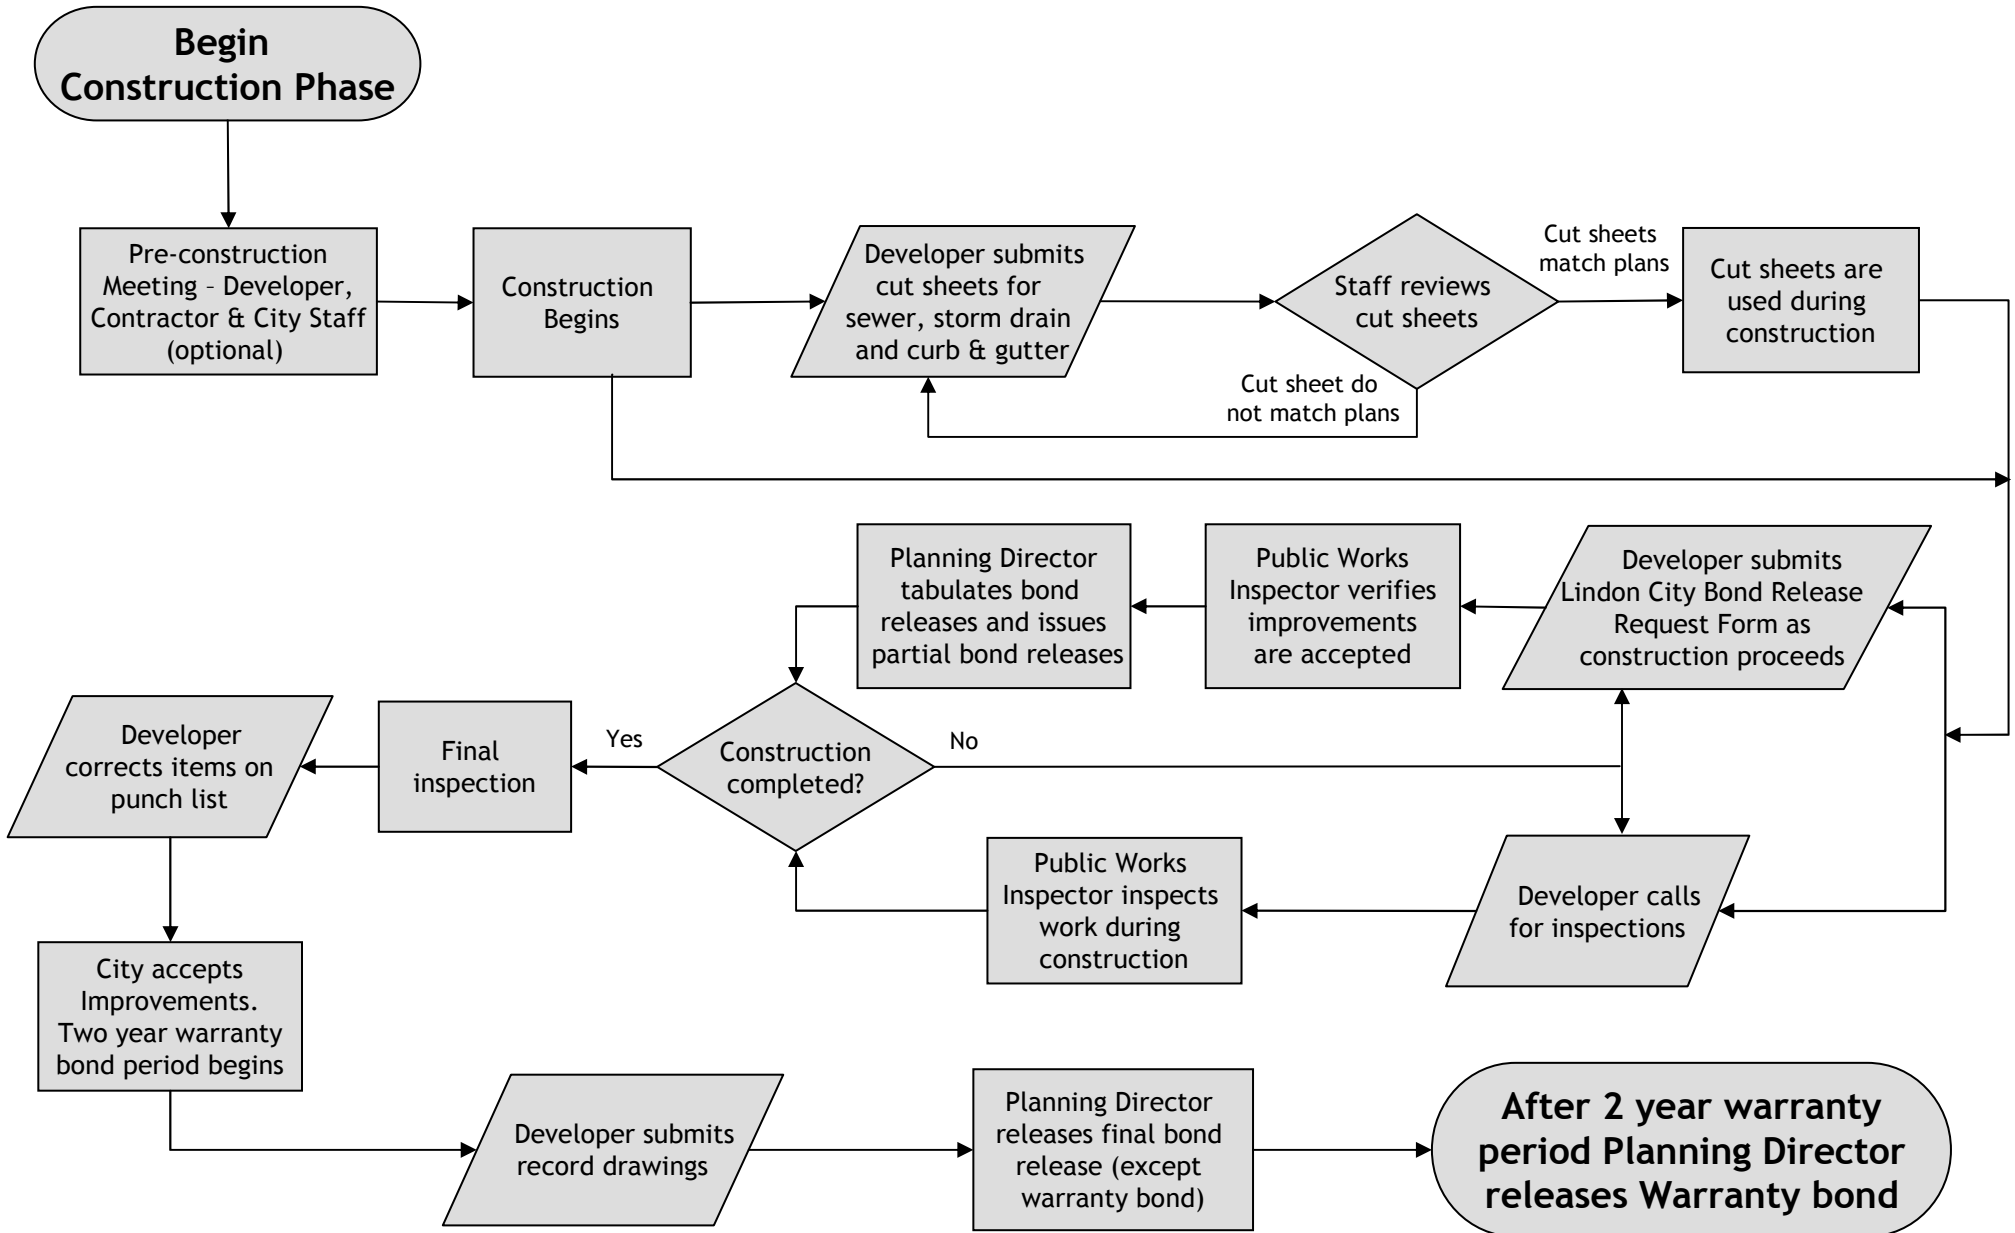 Begin
Construction Phase
Pre-construction
Meeting – Developer,
Contractor & City Staff
(optional)
Construction
Begins
Developer submits
cut sheets for
sewer, storm drain
and curb & gutter
Staff reviews
cut sheets
Cut sheets
match plans
Cut sheets are
used during
construction
Cut sheet do
not match plans
Planning Director
tabulates bond
releases and issues
partial bond releases
Public Works
Inspector verifies
improvements
are accepted
Developer submits
Lindon City Bond Release
Request Form as
construction proceeds
Developer
corrects items on
punch list
Final
inspection
Yes
Construction
completed?
No
Public Works
Inspector inspects
work during
construction
Developer calls
for inspections
City accepts
Improvements.
Two year warranty
bond period begins
Developer submits
record drawings
Planning Director
releases final bond
release (except
warranty bond)
After 2 year warranty
period Planning Director
releases Warranty bond